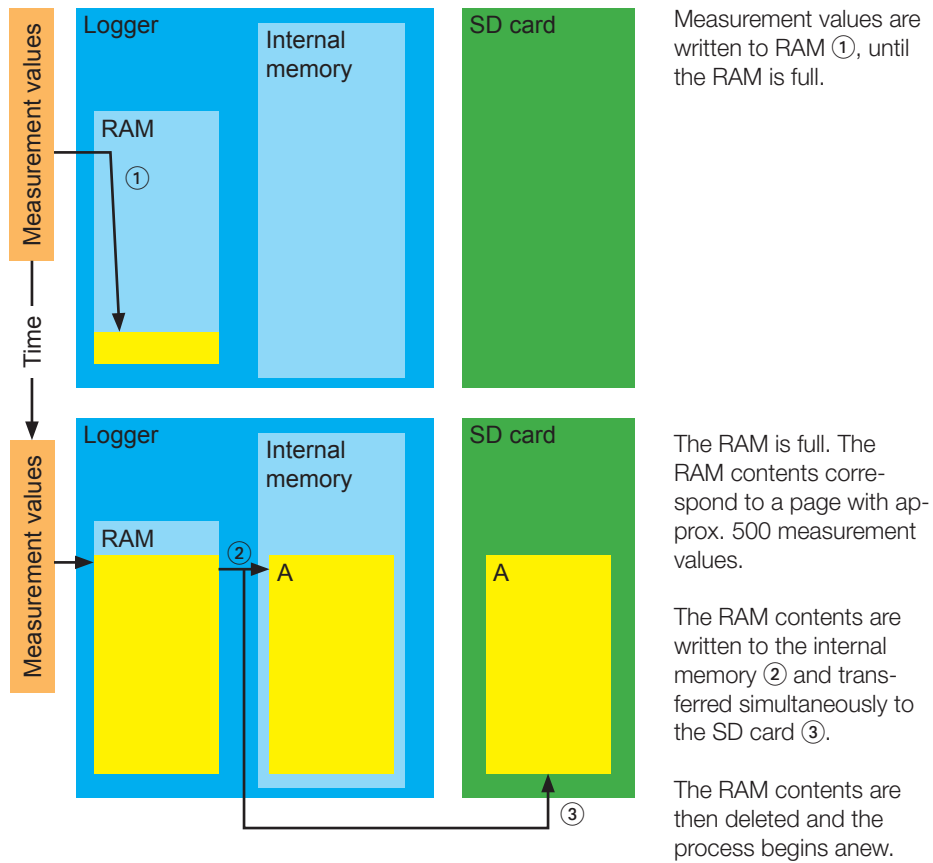 Measurement values
Logger
Internal
memory
RAM
①
SD card
Measurement values are
written to RAM ①, until
the RAM is full.
Time
Measurement values
Logger
Internal
memory
RAM
②
A
SD card
A
③
The RAM is full. The
RAM contents corre-
spond to a page with ap-
prox. 500 measurement
values.
The RAM contents are
written to the internal
memory ② and trans-
ferred simultaneously to
the SD card ③.
The RAM contents are
then deleted and the
process begins anew.